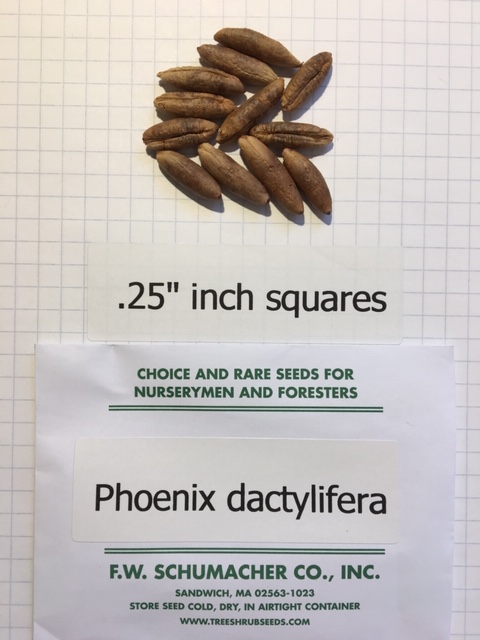 .25" inch squares
CHOICE AND RARE SEEDS FOR
NURSERYMEN AND FORESTERS
Phoenix dactylifera
F.W. SCHUMACHER CO., INC.
SANDWICH, MA 02563-1023
STORE SEED COLD, DRY, IN AIRTIGHT CONTAINER
WWW.TREESHRUBSEEDS.COM